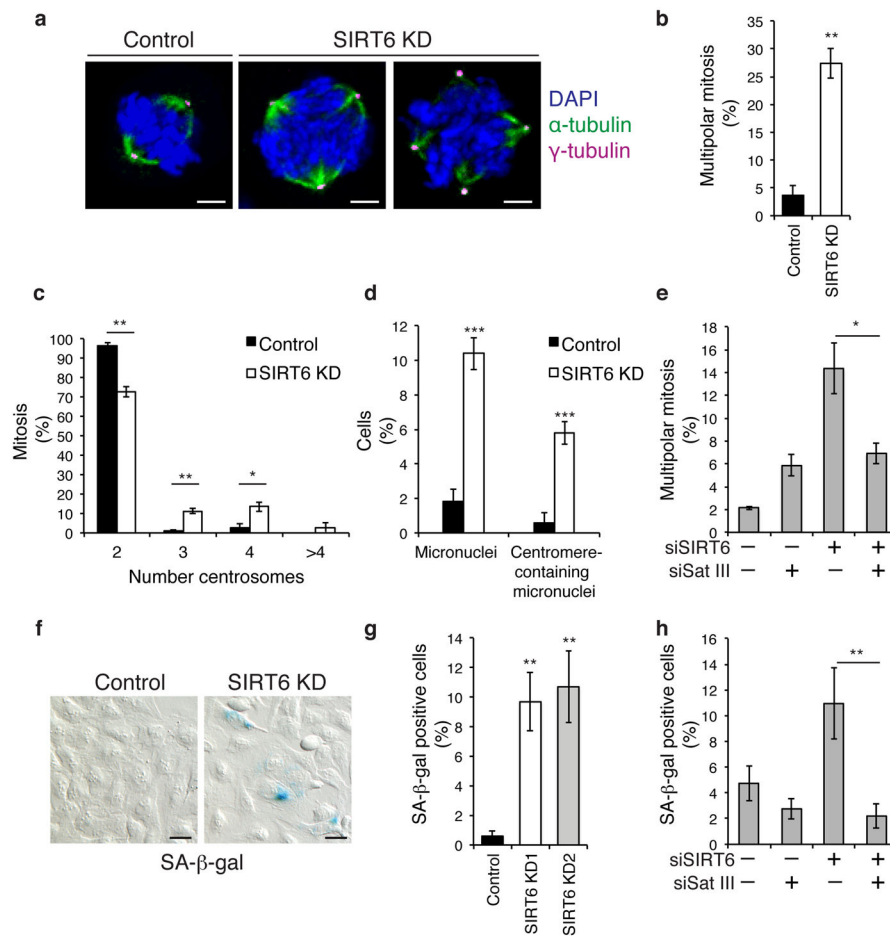 a
Control
SIRT6 KD
DAPI
α-tubulin
γ-tubulin
b
Multipolar mitosis
(%)
35
30
25
20
15
10
5
0
**
Control
SIRT6 KD
c
Mitosis
(%)
100
90
80
70
60
50
40
30
20
10
0
**
**
*
Control
SIRT6 KD
2 3 4 >4
Number centrosomes
d
Cells
(%)
12
10
8
6
4
2
0
***
***
Control
SIRT6 KD
Micronuclei
Centromere-
containing
micronuclei
e
Multipolar mitosis
(%)
18
16
14
12
10
8
6
4
2
0
*
siSIRT6 – – + +
siSat III – + – +
f
Control
SIRT6 KD
SA-β-gal
g
SA-β-gal positive cells
(%)
14
12
10
8
6
4
2
0
**
**
Control
SIRT6 KD1
SIRT6 KD2
h
SA-β-gal positive cells
(%)
16
14
12
10
8
6
4
2
0
**
siSIRT6 – – + +
siSat III – + – +